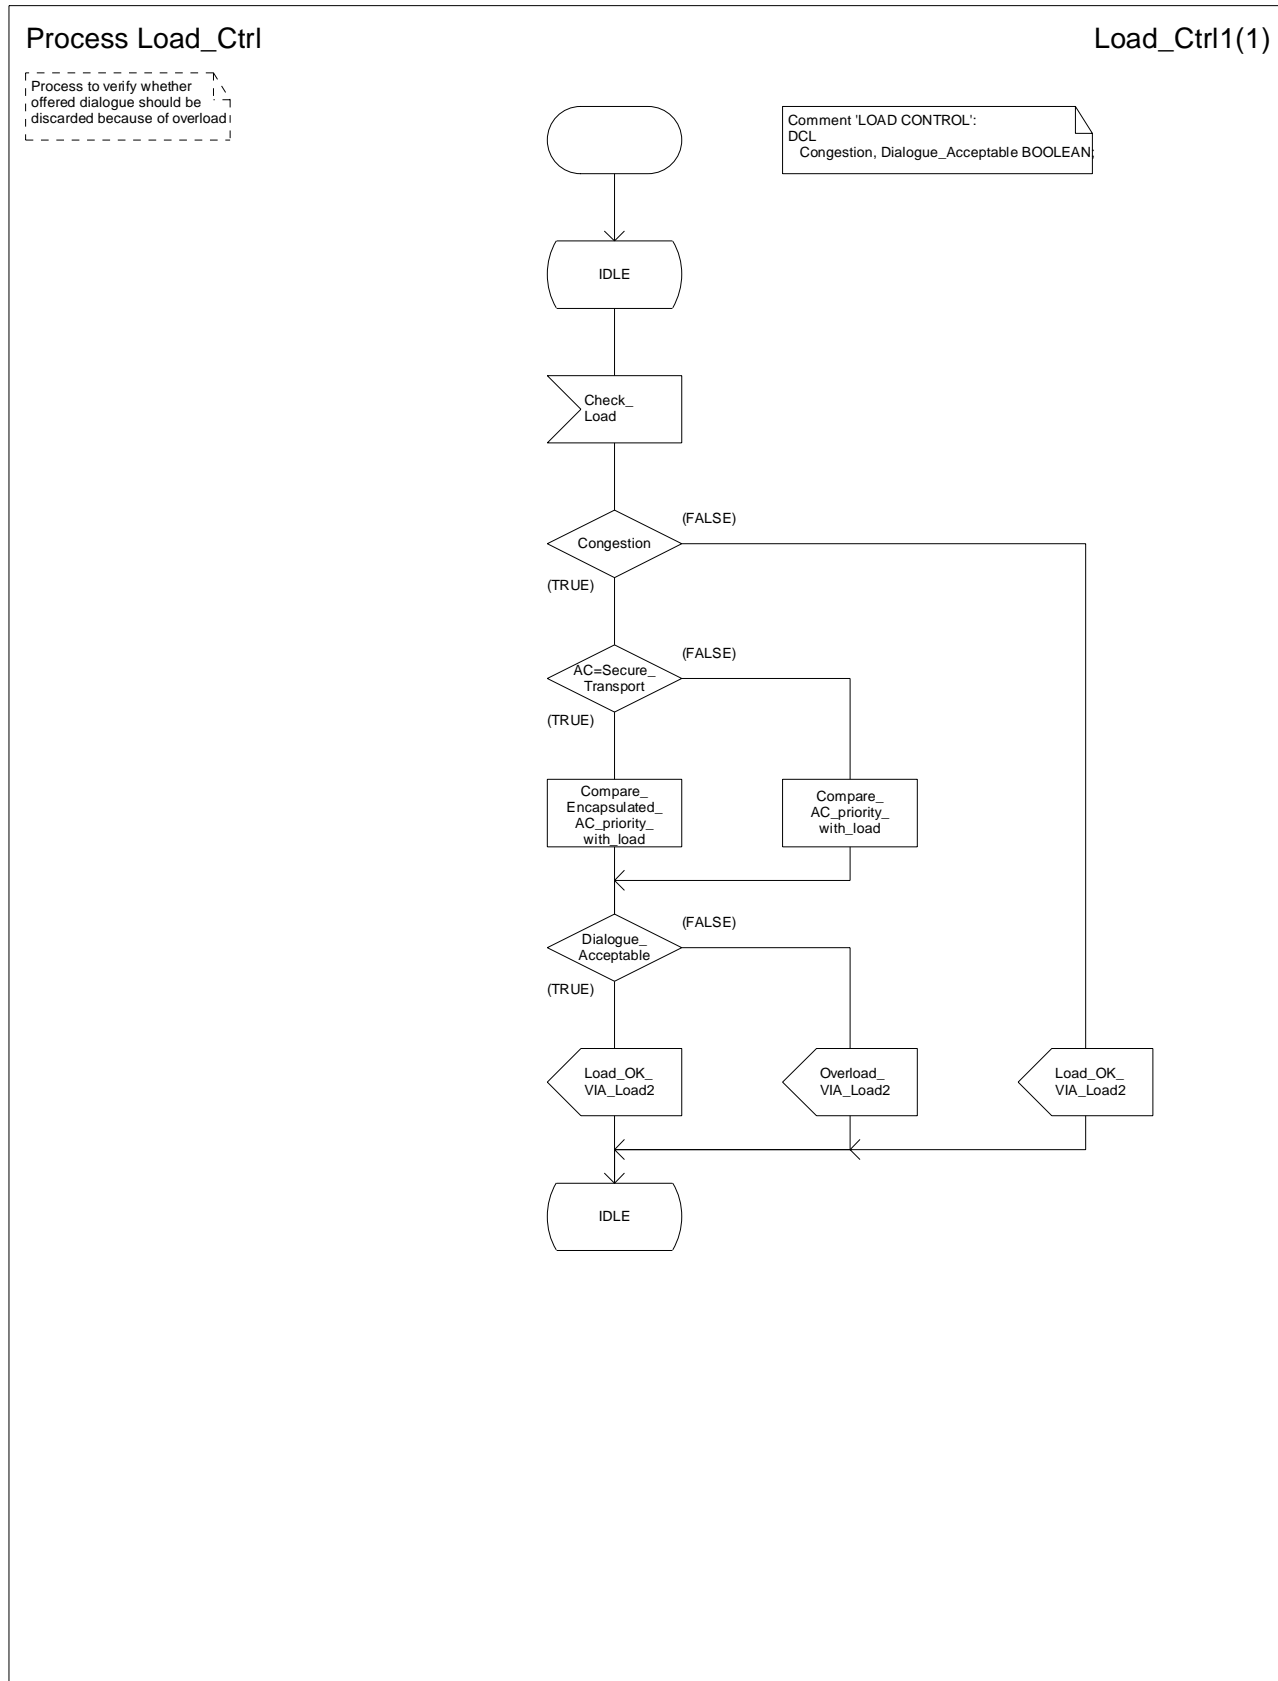 Process Load_Ctrl
Load_Ctrl1(1)
Process to verify whether
offered dialogue should be
discarded because of overload
Comment 'LOAD CONTROL':
DCL
Congestion, Dialogue_Acceptable BOOLEAN;
IDLE
Check_
Load
Congestion
(FALSE)
(TRUE)
AC=Secure_
Transport
(FALSE)
(TRUE)
Compare_
Encapsulated_
AC_priority_
with_load
Compare_
AC_priority_
with_load
Dialogue_
Acceptable
(FALSE)
(TRUE)
Load_OK_
VIA_Load2
Overload_
VIA_Load2
Load_OK_
VIA_Load2
IDLE